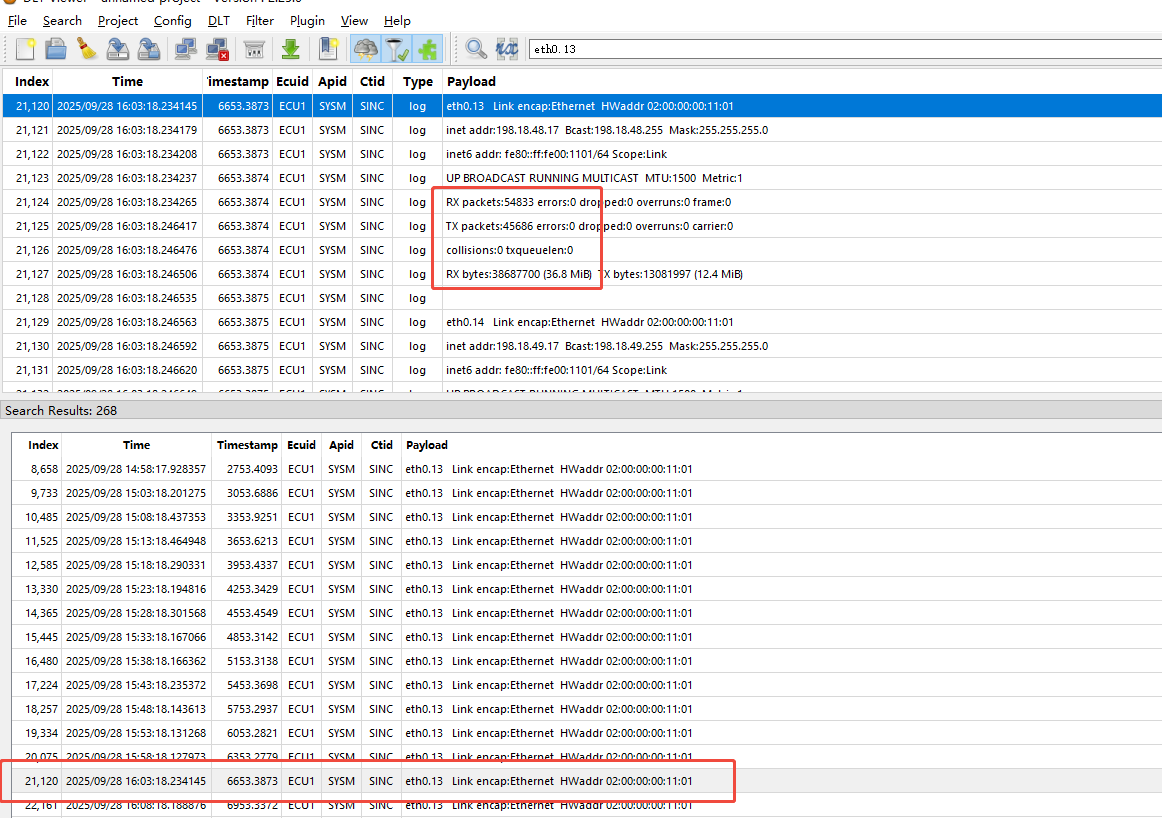 File Search Project Config DLT Filter Plugin View Help
eth0.13
Index Time Timestamp Ecuid Apid Ctid Type Payload
21,120 2025/09/28 16:03:18.234145 6653.3873 ECU1 SYSM SINC log eth0.13 Link encap:Ethernet HWaddr 02:00:00:00:11:01
21,121 2025/09/28 16:03:18.234179 6653.3873 ECU1 SYSM SINC log inet addr:198.18.48.17 Bcast:198.18.48.255 Mask:255.255.255.0
21,122 2025/09/28 16:03:18.234208 6653.3873 ECU1 SYSM SINC log inet6 addr: fe80::ff:fe00:1101/64 Scope:Link
21,123 2025/09/28 16:03:18.234237 6653.3874 ECU1 SYSM SINC log UP BROADCAST RUNNING MULTICAST MTU:1500 Metric:1
21,124 2025/09/28 16:03:18.234265 6653.3874 ECU1 SYSM SINC log RX packets:54833 errors:0 dropped:0 overruns:0 frame:0
21,125 2025/09/28 16:03:18.246417 6653.3874 ECU1 SYSM SINC log TX packets:45686 errors:0 dropped:0 overruns:0 carrier:0
21,126 2025/09/28 16:03:18.246476 6653.3874 ECU1 SYSM SINC log collisions:0 txqueuelen:0
21,127 2025/09/28 16:03:18.246506 6653.3874 ECU1 SYSM SINC log RX bytes:38687700 (36.8 MiB) TX bytes:13081997 (12.4 MiB)
21,128 2025/09/28 16:03:18.246535 6653.3875 ECU1 SYSM SINC log
21,129 2025/09/28 16:03:18.246563 6653.3875 ECU1 SYSM SINC log eth0.14 Link encap:Ethernet HWaddr 02:00:00:00:11:01
21,130 2025/09/28 16:03:18.246592 6653.3875 ECU1 SYSM SINC log inet addr:198.18.49.17 Bcast:198.18.49.255 Mask:255.255.255.0
21,131 2025/09/28 16:03:18.246620 6653.3875 ECU1 SYSM SINC log inet6 addr: fe80::ff:fe00:1101/64 Scope:Link
Search Results: 268
Index Time Timestamp Ecuid Apid Ctid Payload
8,658 2025/09/28 14:58:17.928357 2753.4093 ECU1 SYSM SINC eth0.13 Link encap:Ethernet HWaddr 02:00:00:00:11:01
9,733 2025/09/28 15:03:18.201275 3053.6886 ECU1 SYSM SINC eth0.13 Link encap:Ethernet HWaddr 02:00:00:00:11:01
10,485 2025/09/28 15:08:18.437353 3353.9251 ECU1 SYSM SINC eth0.13 Link encap:Ethernet HWaddr 02:00:00:00:11:01
11,525 2025/09/28 15:13:18.464948 3653.6213 ECU1 SYSM SINC eth0.13 Link encap:Ethernet HWaddr 02:00:00:00:11:01
12,585 2025/09/28 15:18:18.290331 3953.4337 ECU1 SYSM SINC eth0.13 Link encap:Ethernet HWaddr 02:00:00:00:11:01
13,330 2025/09/28 15:23:18.194816 4253.3429 ECU1 SYSM SINC eth0.13 Link encap:Ethernet HWaddr 02:00:00:00:11:01
14,365 2025/09/28 15:28:18.301568 4553.4549 ECU1 SYSM SINC eth0.13 Link encap:Ethernet HWaddr 02:00:00:00:11:01
15,445 2025/09/28 15:33:18.167066 4853.3142 ECU1 SYSM SINC eth0.13 Link encap:Ethernet HWaddr 02:00:00:00:11:01
16,480 2025/09/28 15:38:18.166362 5153.3138 ECU1 SYSM SINC eth0.13 Link encap:Ethernet HWaddr 02:00:00:00:11:01
17,224 2025/09/28 15:43:18.235372 5453.3698 ECU1 SYSM SINC eth0.13 Link encap:Ethernet HWaddr 02:00:00:00:11:01
18,257 2025/09/28 15:48:18.143613 5753.2937 ECU1 SYSM SINC eth0.13 Link encap:Ethernet HWaddr 02:00:00:00:11:01
19,334 2025/09/28 15:53:18.131268 6053.2821 ECU1 SYSM SINC eth0.13 Link encap:Ethernet HWaddr 02:00:00:00:11:01
20,075 2025/09/28 15:58:18.127973 6353.2779 ECU1 SYSM SINC eth0.13 Link encap:Ethernet HWaddr 02:00:00:00:11:01
21,120 2025/09/28 16:03:18.234145 6653.3873 ECU1 SYSM SINC eth0.13 Link encap:Ethernet HWaddr 02:00:00:00:11:01
22,161 2025/09/28 16:08:18.188876 6953.3372 ECU1 SYSM SINC eth0.13 Link encap:Ethernet HWaddr 02:00:00:00:11:01